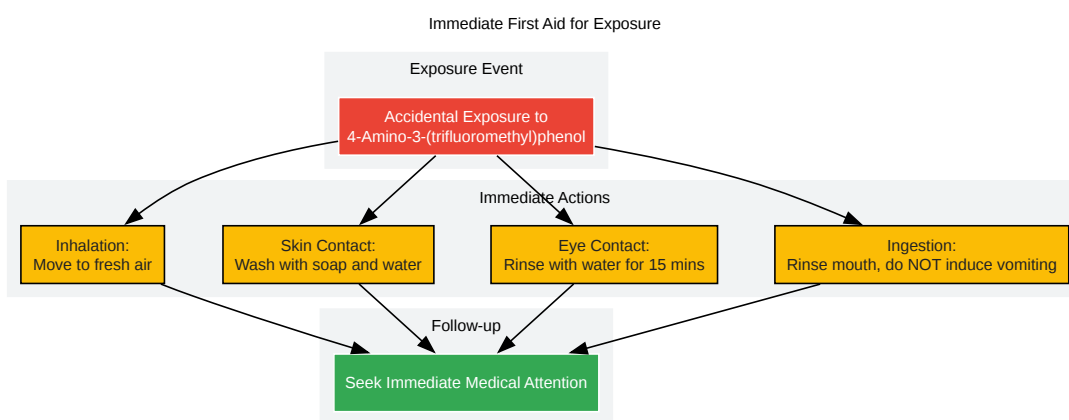 Immediate First Aid for Exposure
Exposure Event
Accidental Exposure to
4-Amino-3-(trifluoromethyl)phenol
Immediate Actions
Inhalation:
Move to fresh air
Skin Contact:
Wash with soap and water
Eye Contact:
Rinse with water for 15 mins
Ingestion:
Rinse mouth, do NOT induce vomiting
Follow-up
Seek Immediate Medical Attention